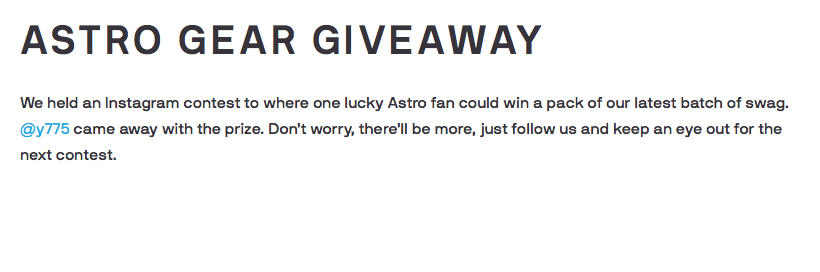 ASTRO GEAR GIVEAWAY
We held an Instagram contest to where one lucky Astro fan could win a pack of our latest batch of swag.
@y775 came away with the prize. Don't worry, there'll be more, just follow us and keep an eye out for the
next contest.